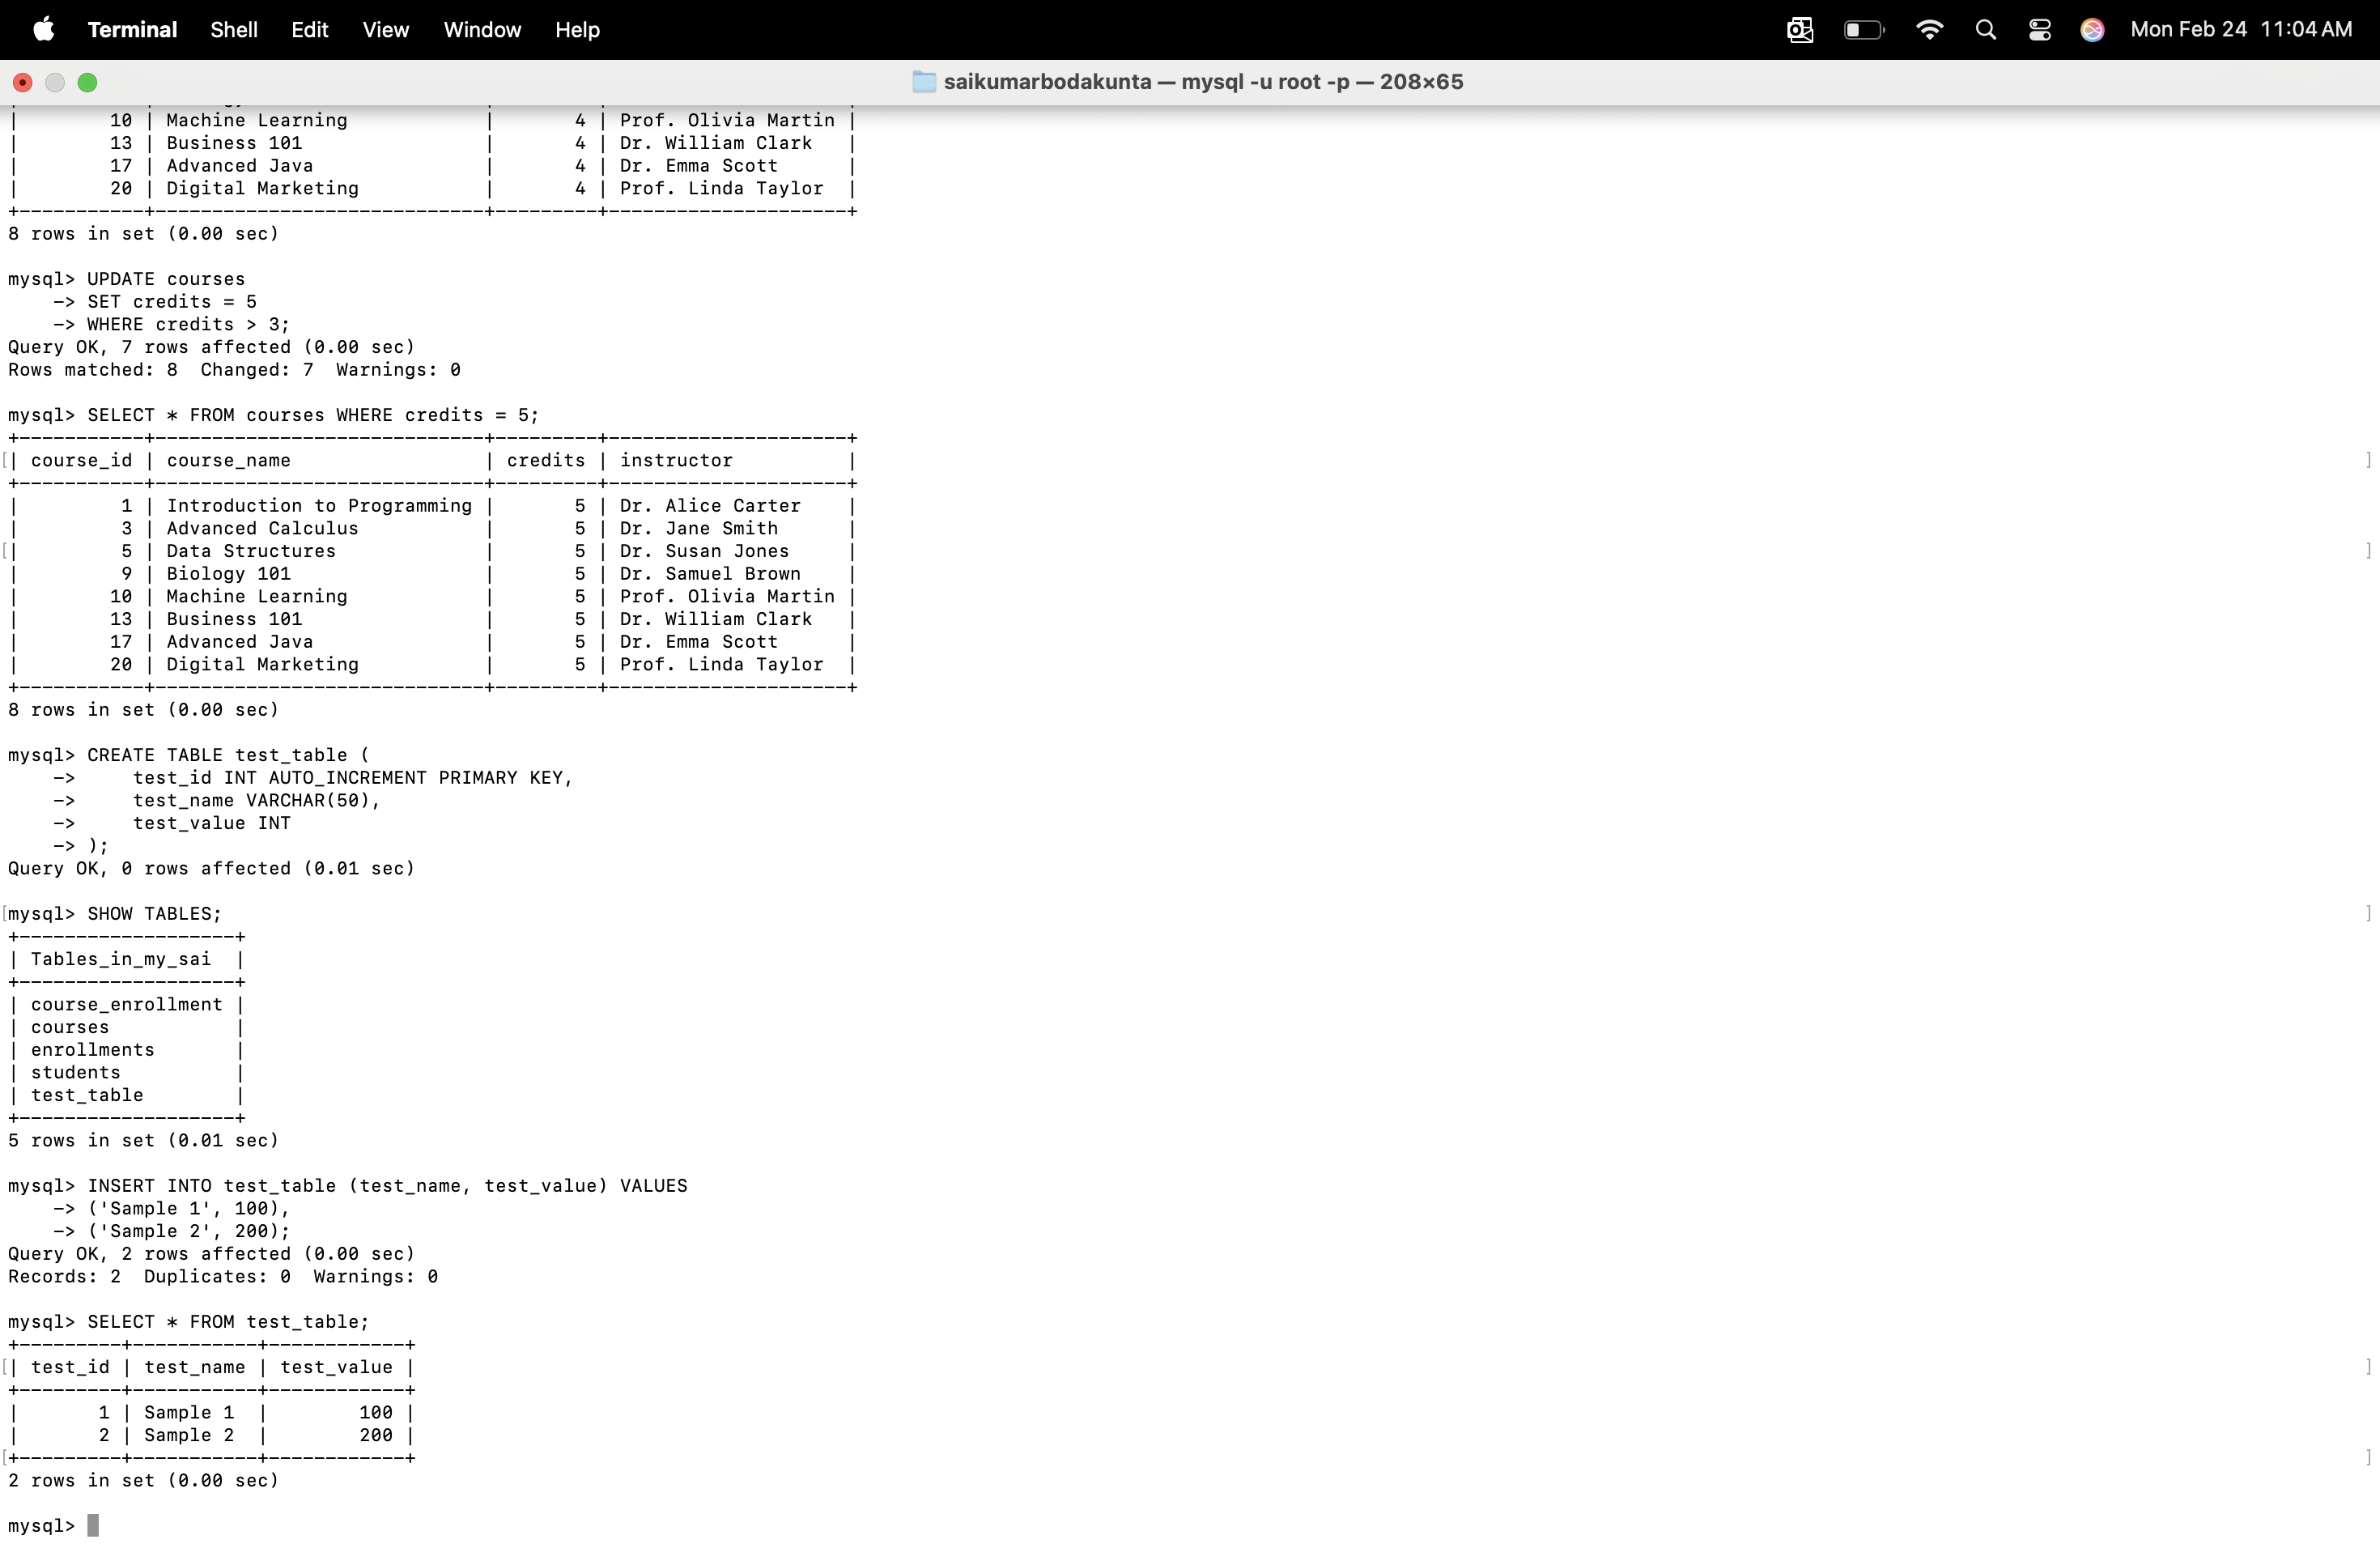 Terminal Shell Edit View Window Help Mon Feb 24 11:04 AM
saikumarbodakunta — mysql -u root -p — 208×65
|        10 | Machine Learning            |       4 | Prof. Olivia Martin |
|        13 | Business 101                |       4 | Dr. William Clark   |
|        17 | Advanced Java               |       4 | Dr. Emma Scott      |
|        20 | Digital Marketing           |       4 | Prof. Linda Taylor  |
+-----------+-----------------------------+---------+---------------------+
8 rows in set (0.00 sec)
mysql> UPDATE courses
    -> SET credits = 5
    -> WHERE credits > 3;
Query OK, 7 rows affected (0.00 sec)
Rows matched: 8  Changed: 7  Warnings: 0
mysql> SELECT * FROM courses WHERE credits = 5;
+-----------+-----------------------------+---------+---------------------+
[| course_id | course_name                 | credits | instructor          | ]
+-----------+-----------------------------+---------+---------------------+
|         1 | Introduction to Programming |       5 | Dr. Alice Carter    |
|         3 | Advanced Calculus           |       5 | Dr. Jane Smith      |
[|         5 | Data Structures             |       5 | Dr. Susan Jones     | ]
|         9 | Biology 101                 |       5 | Dr. Samuel Brown    |
|        10 | Machine Learning            |       5 | Prof. Olivia Martin |
|        13 | Business 101                |       5 | Dr. William Clark   |
|        17 | Advanced Java               |       5 | Dr. Emma Scott      |
|        20 | Digital Marketing           |       5 | Prof. Linda Taylor  |
+-----------+-----------------------------+---------+---------------------+
8 rows in set (0.00 sec)
mysql> CREATE TABLE test_table (
    ->     test_id INT AUTO_INCREMENT PRIMARY KEY,
    ->     test_name VARCHAR(50),
    ->     test_value INT
    -> );
Query OK, 0 rows affected (0.01 sec)
[mysql> SHOW TABLES; ]
+-------------------+
| Tables_in_my_sai  |
+-------------------+
| course_enrollment |
| courses           |
| enrollments       |
| students          |
| test_table        |
+-------------------+
5 rows in set (0.01 sec)
mysql> INSERT INTO test_table (test_name, test_value) VALUES
    -> ('Sample 1', 100),
    -> ('Sample 2', 200);
Query OK, 2 rows affected (0.00 sec)
Records: 2  Duplicates: 0  Warnings: 0
mysql> SELECT * FROM test_table;
+---------+-----------+------------+
[| test_id | test_name | test_value | ]
+---------+-----------+------------+
|       1 | Sample 1  |        100 |
|       2 | Sample 2  |        200 |
[+---------+-----------+------------+ ]
2 rows in set (0.00 sec)
mysql>